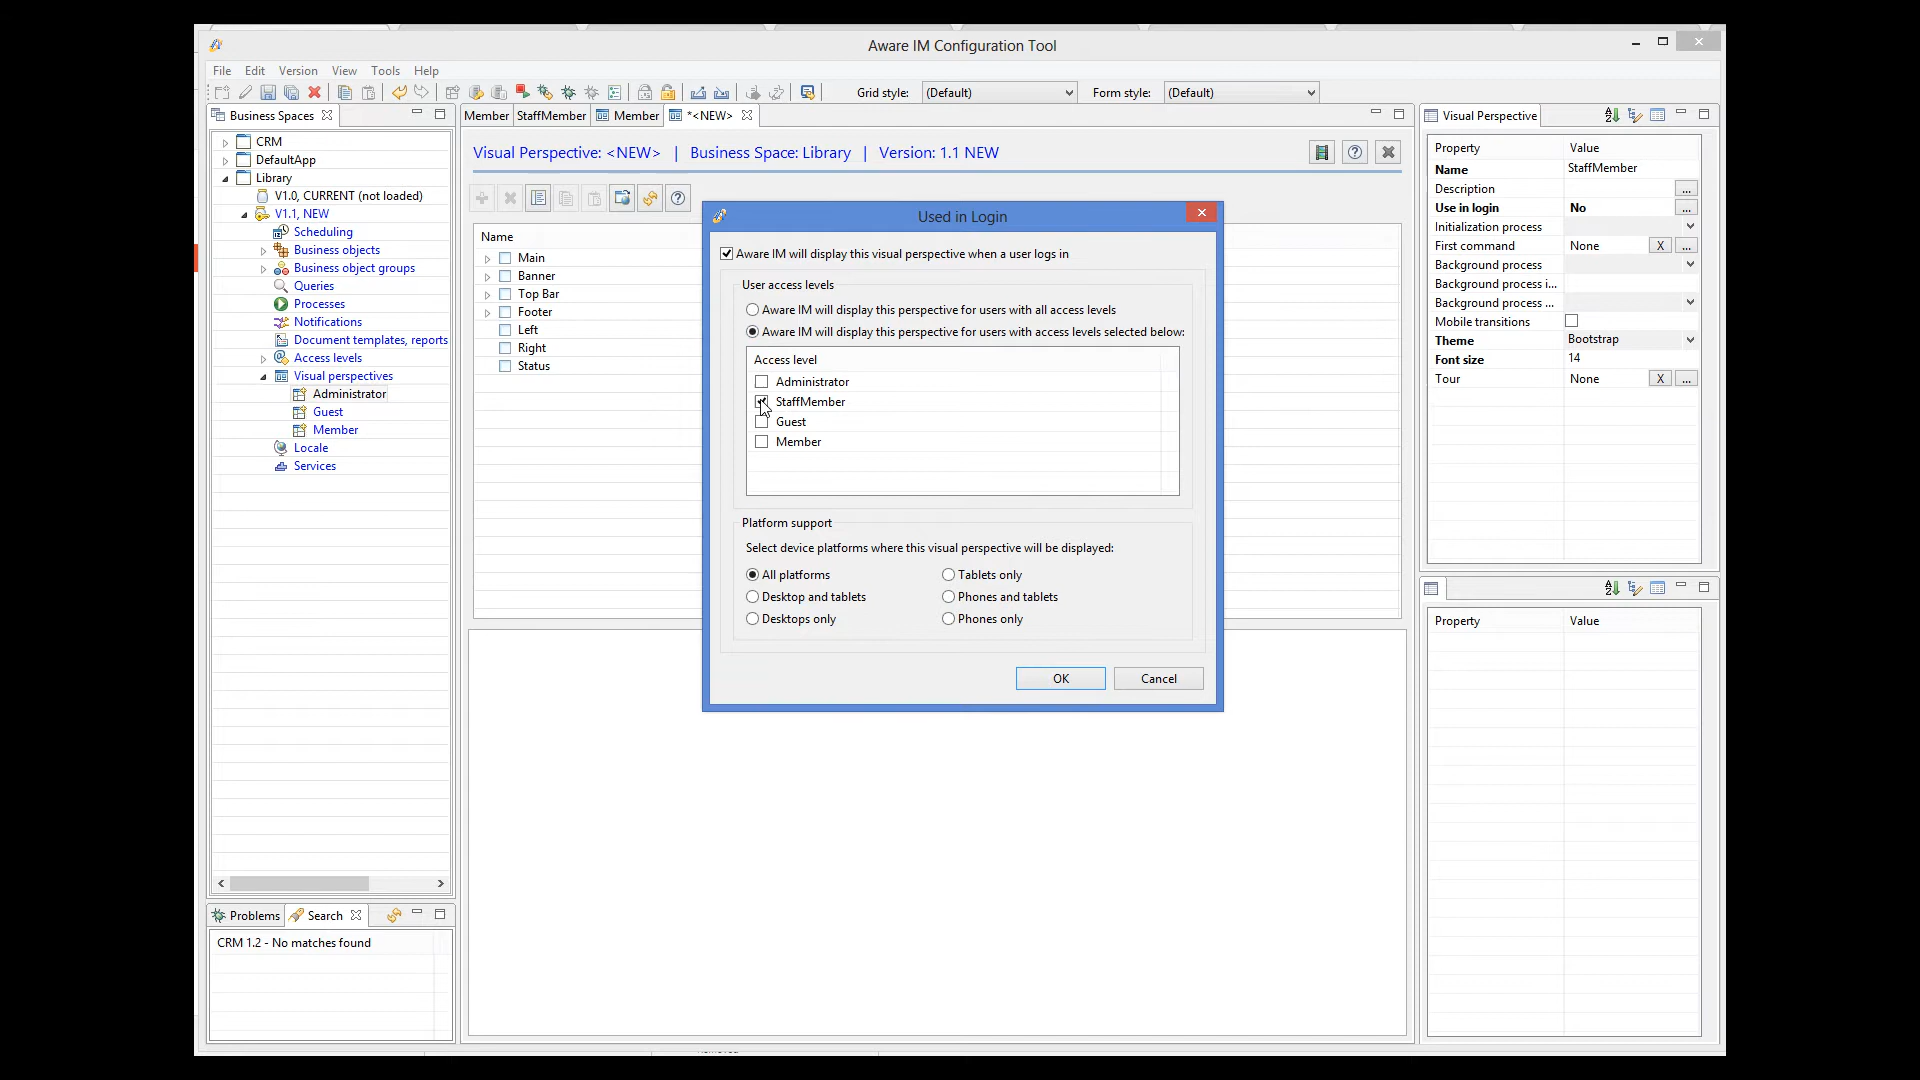 Aware IM Configuration Tool
File Edit Version View Tools Help
Grid style: (Default) Form style: (Default)
Business Spaces
CRM
DefaultApp
Library
V1.0, CURRENT (not loaded)
V1.1, NEW
Scheduling
Business objects
Business object groups
Queries
Processes
Notifications
Document templates, reports
Access levels
Visual perspectives
Administrator
Guest
Member
Locale
Services
Problems Search
CRM 1.2 - No matches found
Member StaffMember Member *<NEW>
Visual Perspective: <NEW> | Business Space: Library | Version: 1.1 NEW
Name
Main
Banner
Top Bar
Footer
Left
Right
Status
Used in Login
Aware IM will display this visual perspective when a user logs in
User access levels
Aware IM will display this perspective for users with all access levels
Aware IM will display this perspective for users with access levels selected below:
Access level
Administrator
StaffMember
Guest
Member
Platform support
Select device platforms where this visual perspective will be displayed:
All platforms Tablets only
Desktop and tablets Phones and tablets
Desktops only Phones only
OK Cancel
Visual Perspective
Property Value
Name StaffMember
Description ...
Use in login No ...
Initialization process
First command None X ...
Background process
Background process i...
Background process ...
Mobile transitions
Theme Bootstrap
Font size 14
Tour None X ...
Property Value